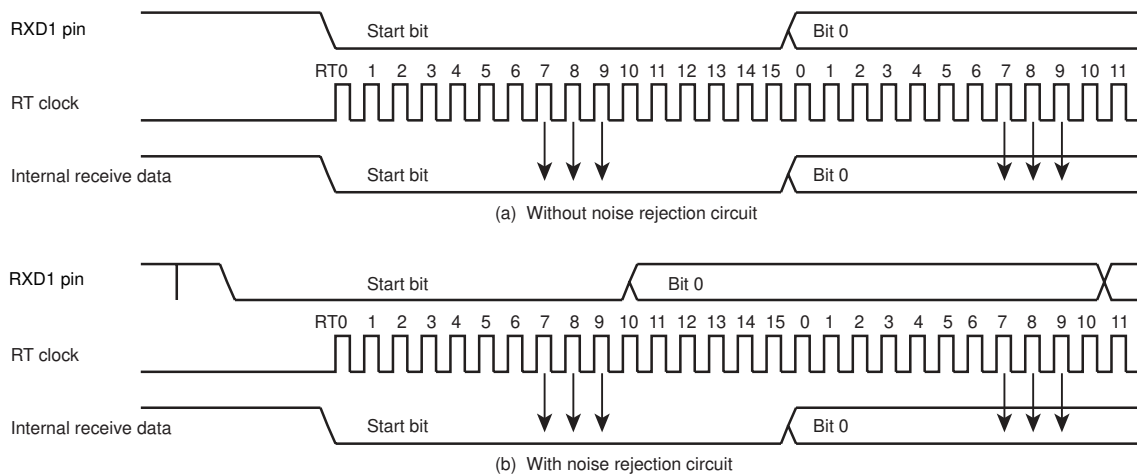 RXD1 pin Start bit Bit 0
RT0 1 2 3 4 5 6 7 8 9 10 11 12 13 14 15 0 1 2 3 4 5 6 7 8 9 10 11
RT clock
Internal receive data Start bit Bit 0
(a) Without noise rejection circuit
RXD1 pin Start bit Bit 0
RT0 1 2 3 4 5 6 7 8 9 10 11 12 13 14 15 0 1 2 3 4 5 6 7 8 9 10 11
RT clock
Internal receive data Start bit Bit 0
(b) With noise rejection circuit